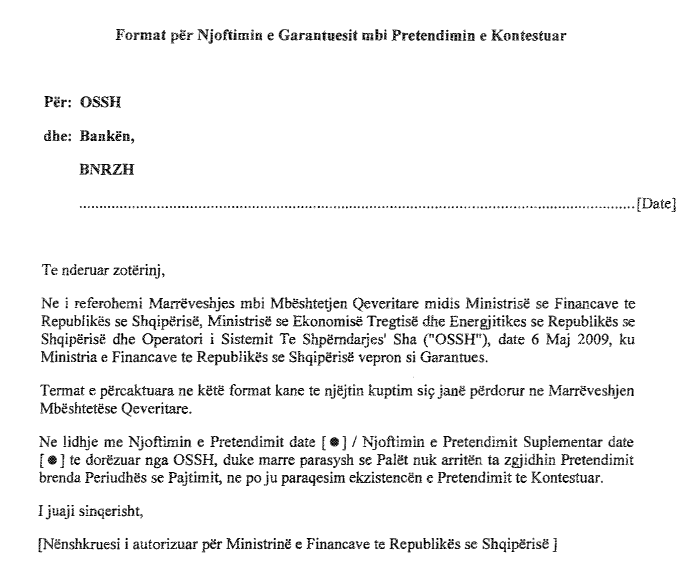 Format për Njoftimin e Garantuesit mbi Pretendimin e Kontestuar
Për: OSSH
dhe: Bankën,
BNRZH
........................................................................................................................[Date]
Te nderuar zotërinj,
Ne i referohemi Marrëveshjes mbi Mbështetjen Qeveritare midis Ministrisë se Financave te
Republikës se Shqipërisë, Ministrisë se Ekonomisë Tregtisë dhe Energjitikes se Republikës se
Shqipërisë dhe Operatori i Sistemit Te Shpërndarjes' Sha ("OSSH"), date 6 Maj 2009, ku
Ministria e Financave te Republikës se Shqipërisë vepron si Garantues.
Termat e përcaktuara ne këtë format kane te njëjtin kuptim siç janë përdorur ne Marrëveshjen
Mbështetëse Qeveritare.
Ne lidhje me Njoftimin e Pretendimit date [ ● ] / Njoftimin e Pretendimit Suplementar date
[ ● ] te dorëzuar nga OSSH, duke marre parasysh se Palët nuk arritën ta zgjidhin Pretendimit
brenda Periudhës se Pajtimit, ne po ju paraqesim ekzistencën e Pretendimit te Kontestuar.
I juaji sinqerisht,
[Nënshkruesi i autorizuar për Ministrinë e Financave te Republikës se Shqipërisë ]